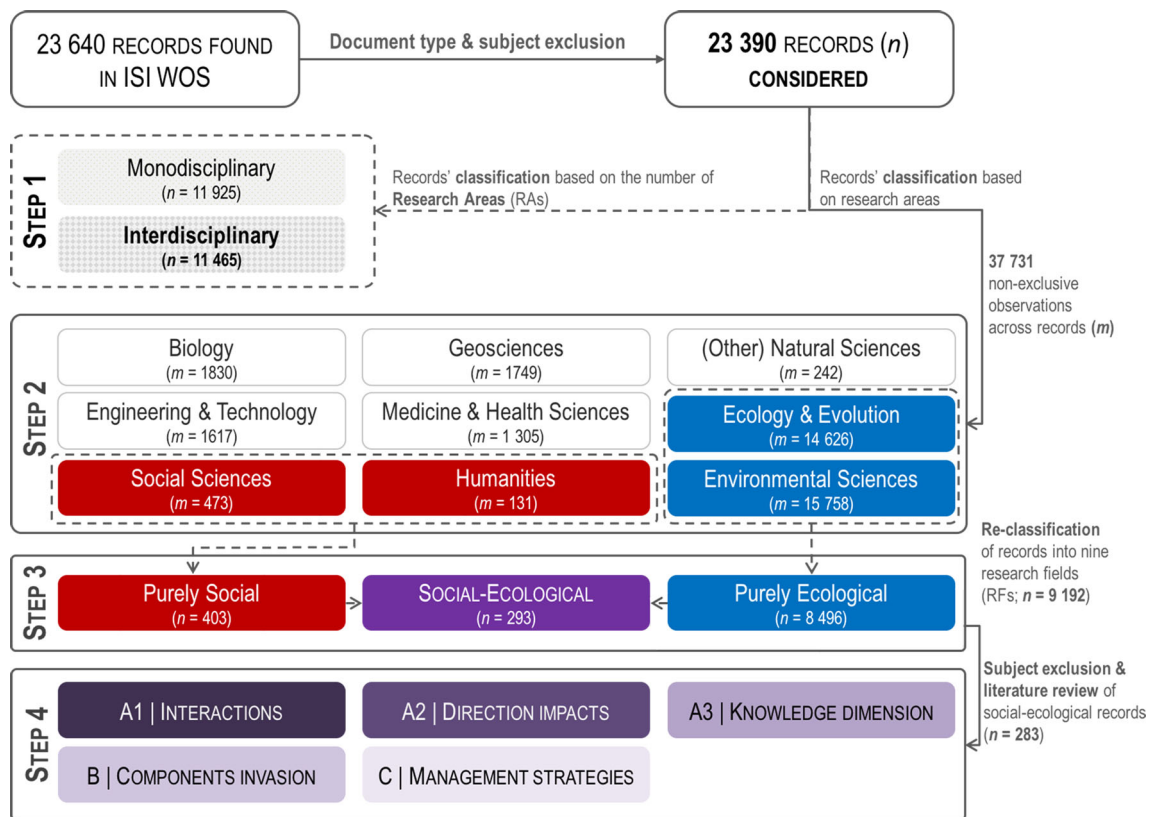 23 640 RECORDS FOUND
IN ISI WOS
Document type & subject exclusion
23 390 RECORDS (n)
CONSIDERED
STEP 1
Monodisciplinary
(n = 11 925)
Interdisciplinary
(n = 11 465)
Records' classification based on the number of
Research Areas (RAs)
Records' classification based
on research areas
37 731
non-exclusive
observations
across records (m)
STEP 2
Biology
(m = 1830)
Geosciences
(m = 1749)
(Other) Natural Sciences
(m = 242)
Engineering & Technology
(m = 1617)
Medicine & Health Sciences
(m = 1 305)
Ecology & Evolution
(m = 14 626)
Social Sciences
(m = 473)
Humanities
(m = 131)
Environmental Sciences
(m = 15 758)
Re-classification
of records into nine
research fields
(RFs; n = 9 192)
STEP 3
Purely Social
(n = 403)
SOCIAL-ECOLOGICAL
(n = 293)
Purely Ecological
(n = 8 496)
Subject exclusion &
literature review of
social-ecological records
(n = 283)
STEP 4
A1 | INTERACTIONS
A2 | DIRECTION IMPACTS
A3 | KNOWLEDGE DIMENSION
B | COMPONENTS INVASION
C | MANAGEMENT STRATEGIES